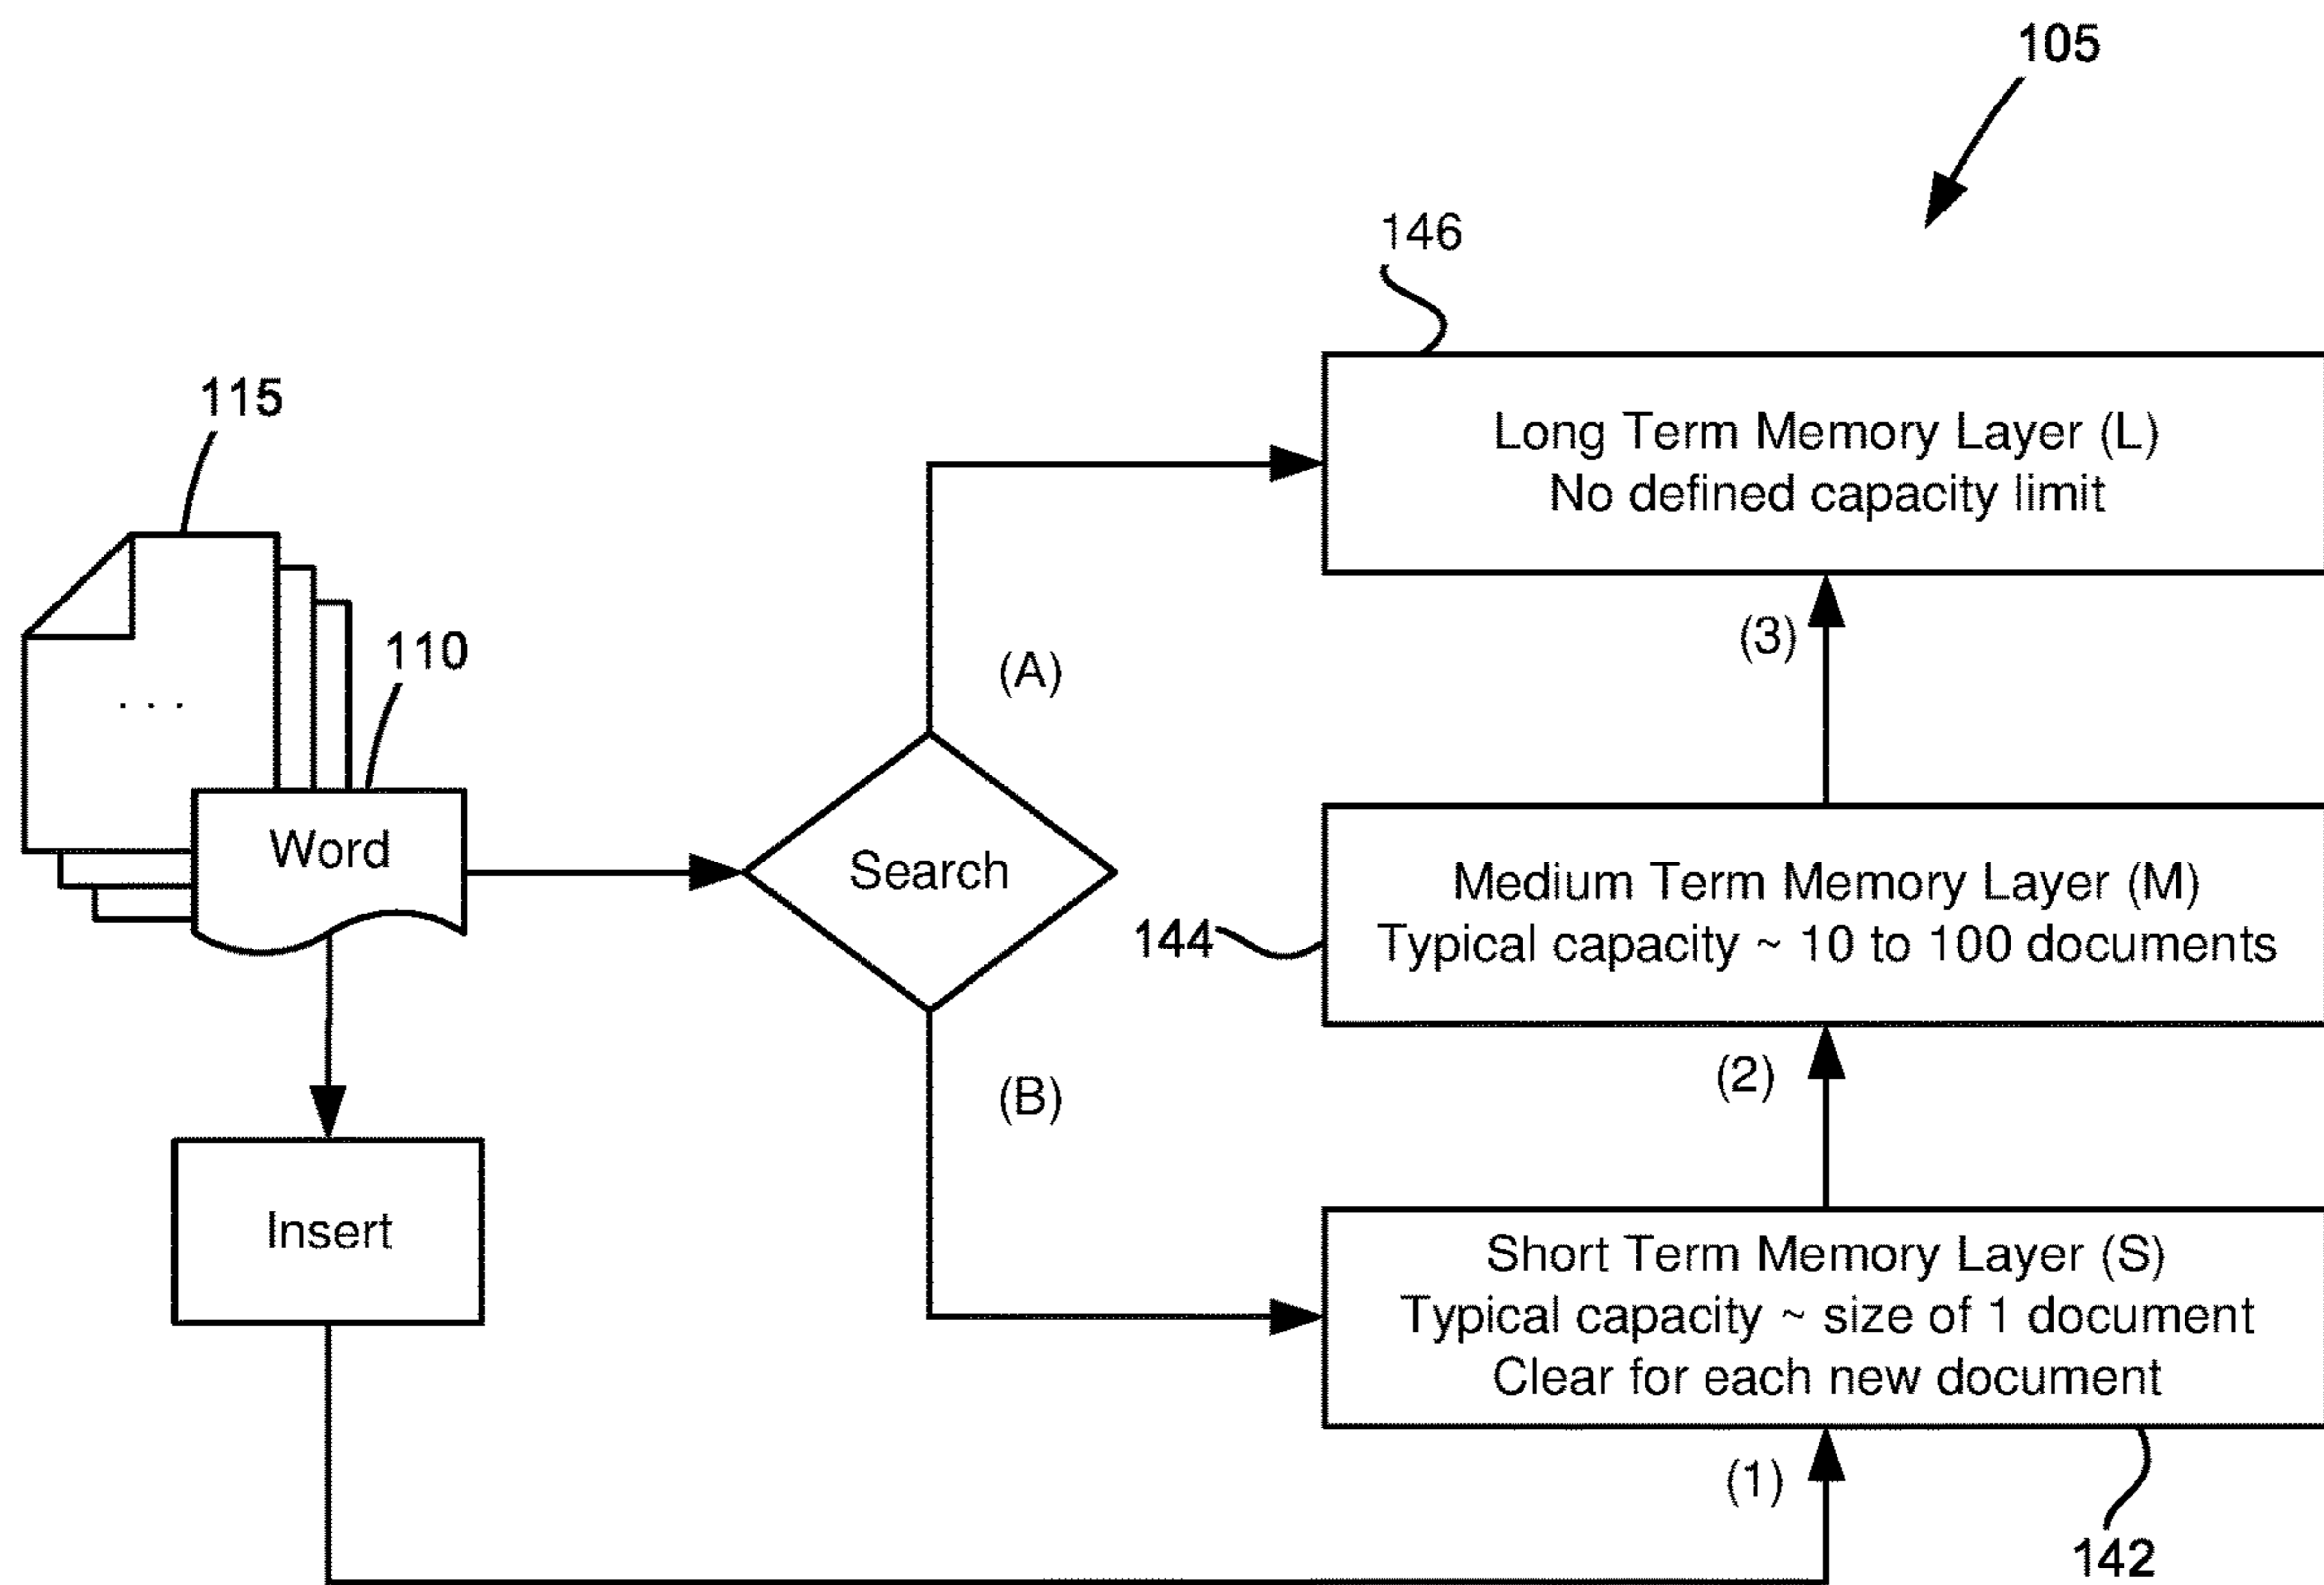 105
146
Long Term Memory Layer (L)
No defined capacity limit
115
(3)
110
(A)
. . .
Word
Search
Medium Term Memory Layer (M)
Typical capacity ~ 10 to 100 documents
144
(2)
(B)
Insert
Short Term Memory Layer (S)
Typical capacity ~ size of 1 document
Clear for each new document
(1)
142